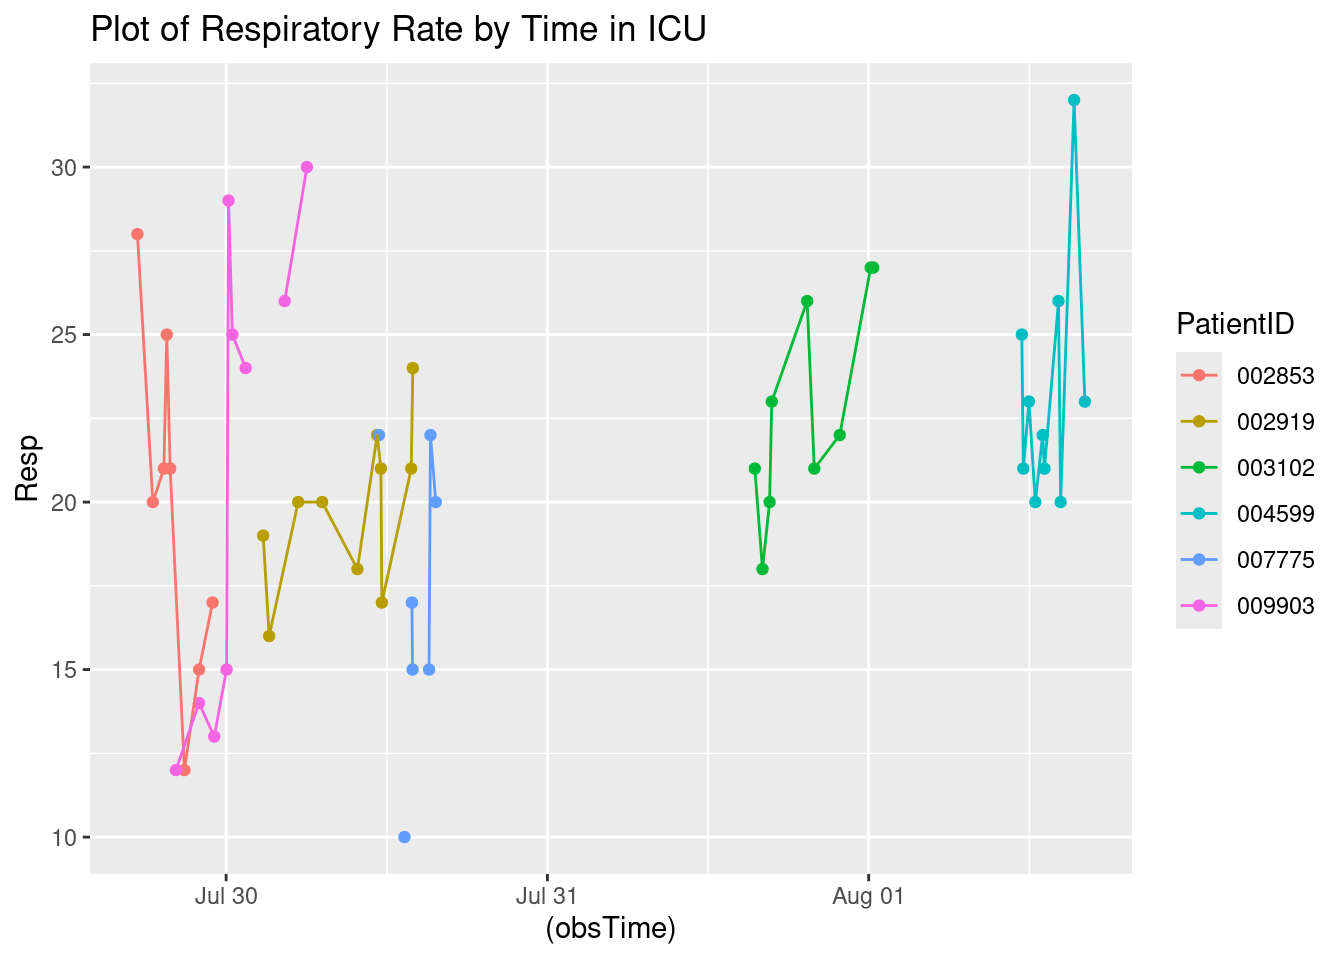 Plot of Respiratory Rate by Time in ICU
30
25
20
15
10
Resp
Jul 30
Jul 31
Aug 01
(obsTime)
PatientID
002853
002919
003102
004599
007775
009903